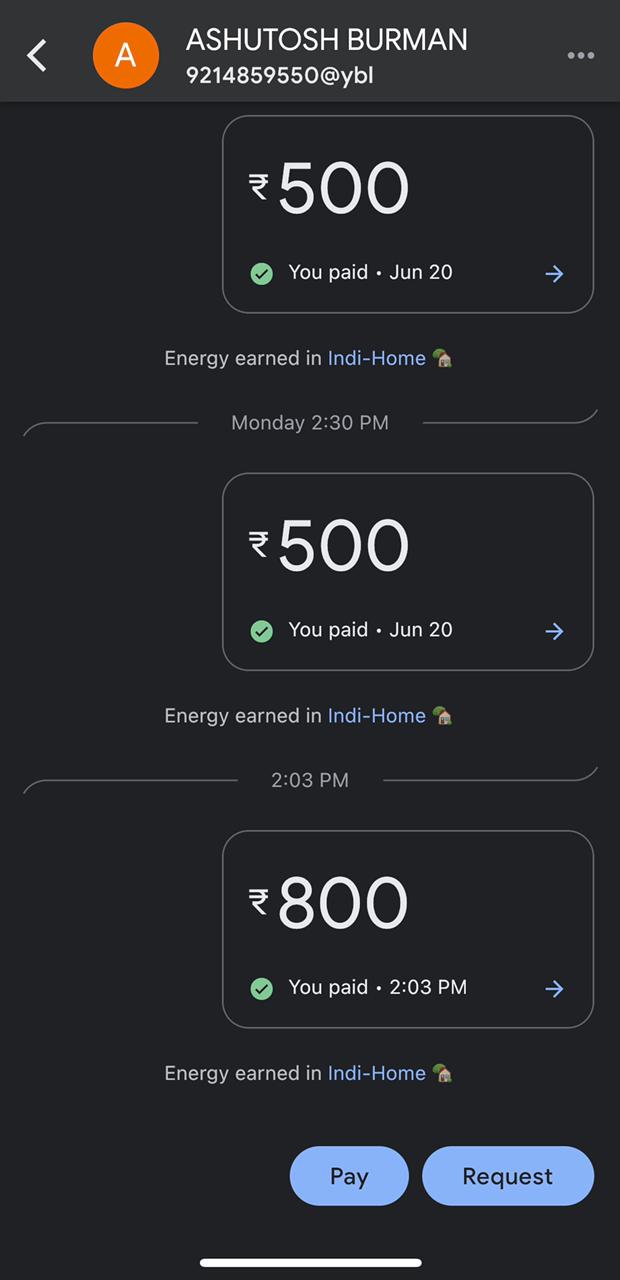 A
ASHUTOSH BURMAN
9214859550@ybl
₹500
You paid • Jun 20
Energy earned in Indi-Home
Monday 2:30 PM
₹500
You paid • Jun 20
Energy earned in Indi-Home
2:03 PM
₹800
You paid • 2:03 PM
Energy earned in Indi-Home
Pay
Request